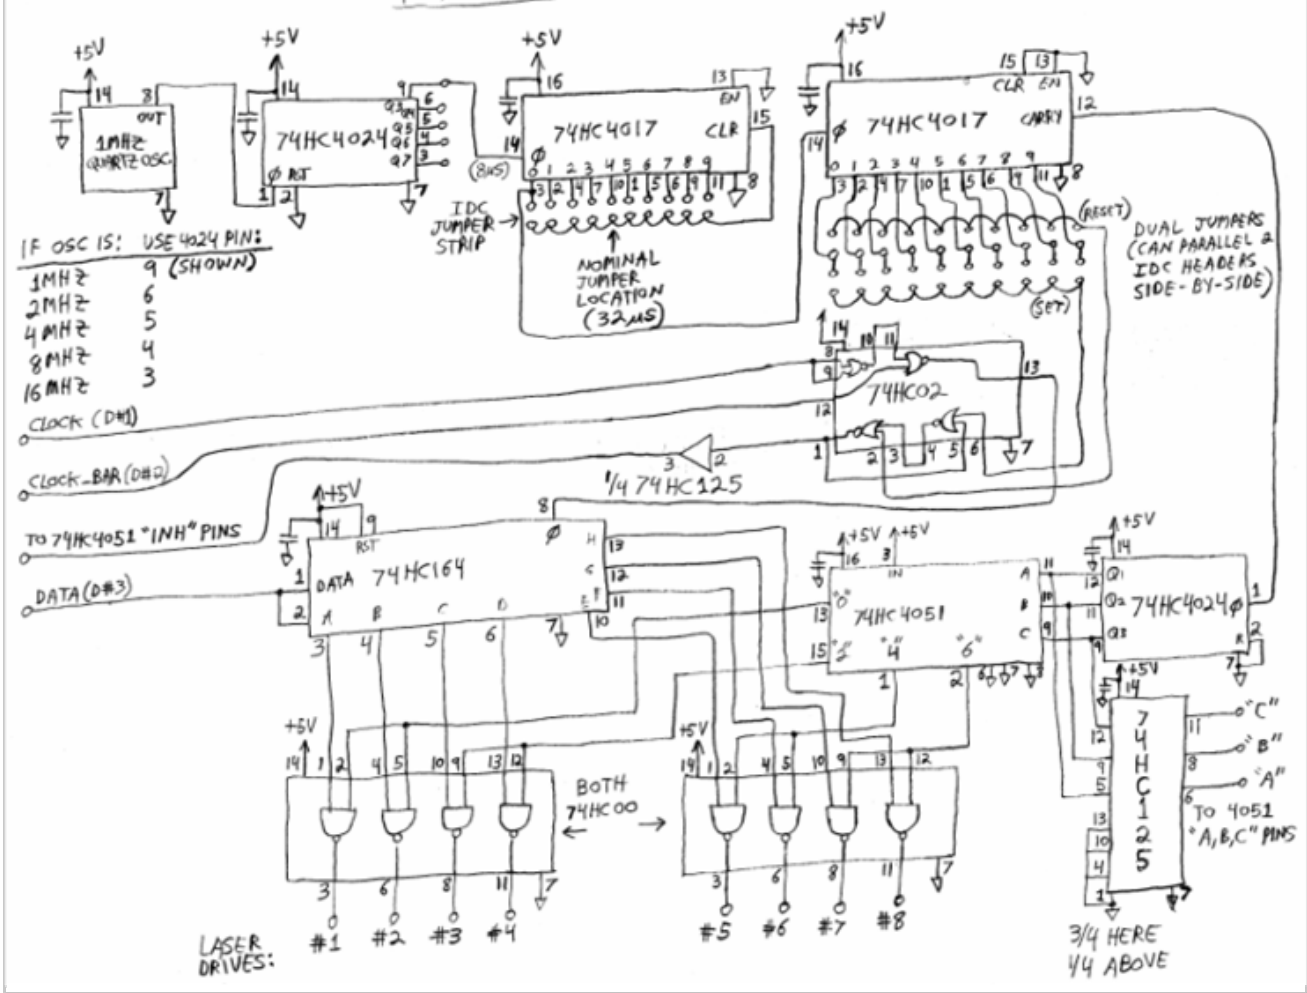 +5V
14
8
OUT
1MHZ
QUARTZ OSC.
7
+5V
14
9
Q3
Q4
6
Q5
5
Q6
4
Q7
3
74HC4024
Φ RST
1
2
7
(8µS)
+5V
16
13
EN
15
CLR
74HC4017
14
Φ
0 1 2 3 4 5 6 7 8 9
3 2 4 7 10 1 5 6 9 11
8
IDC
JUMPER
STRIP
NOMINAL
JUMPER
LOCATION
(32µS)
+5V
16
15
13
CLR
EN
12
CARRY
74HC4017
14
Φ
0 1 2 3 4 5 6 7 8 9
3 2 4 7 10 1 5 6 9 11
8
(RESET)
DUAL JUMPERS
(CAN PARALLEL 2
IDC HEADERS
SIDE-BY-SIDE)
(SET)
IF OSC IS: USE 4024 PIN:
1MHZ 9 (SHOWN)
2MHZ 6
4MHZ 5
8MHZ 4
16MHZ 3
14
10
11
8
9
13
74HC02
12
1
2
3
4
5
6
7
CLOCK (D#1)
CLOCK_BAR (D#2)
3
2
1/4 74HC125
TO 74HC4051 "INH" PINS
DATA (D#3)
+5V
14
9
RST
8
Φ
H
13
G
12
F
11
E
10
1
DATA
2
74HC164
A B C D
3 4 5 6
7
+5V
16
+5V
3
IN
A
11
B
10
C
9
"0"
13
74HC4051
15
"2"
"4"
"6"
1
2
6
7
8
+5V
14
12
Q1
11
Q2
9
Q3
74HC4024
Φ
1
R
2
7
+5V
14
74HC125
12
9
5
13
10
4
1
11
8
6
7
"C"
"B"
"A"
TO 4051
"A,B,C" PINS
3/4 HERE
1/4 ABOVE
+5V
14 1 2 4 5 10 9 13 12
BOTH
74HC00
+5V
14 1 2 4 5 10 9 13 12
3 6 8 11 7
3 6 8 11 7
LASER
DRIVES:
#1 #2 #3 #4
#5 #6 #7 #8